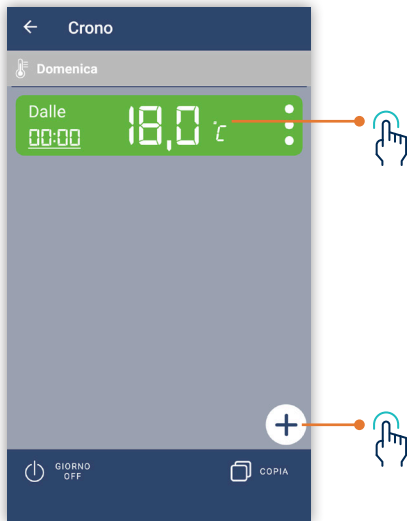 Crono
Domenica
Dalle
00:00
18,0 °C
GIORNO
OFF
COPIA